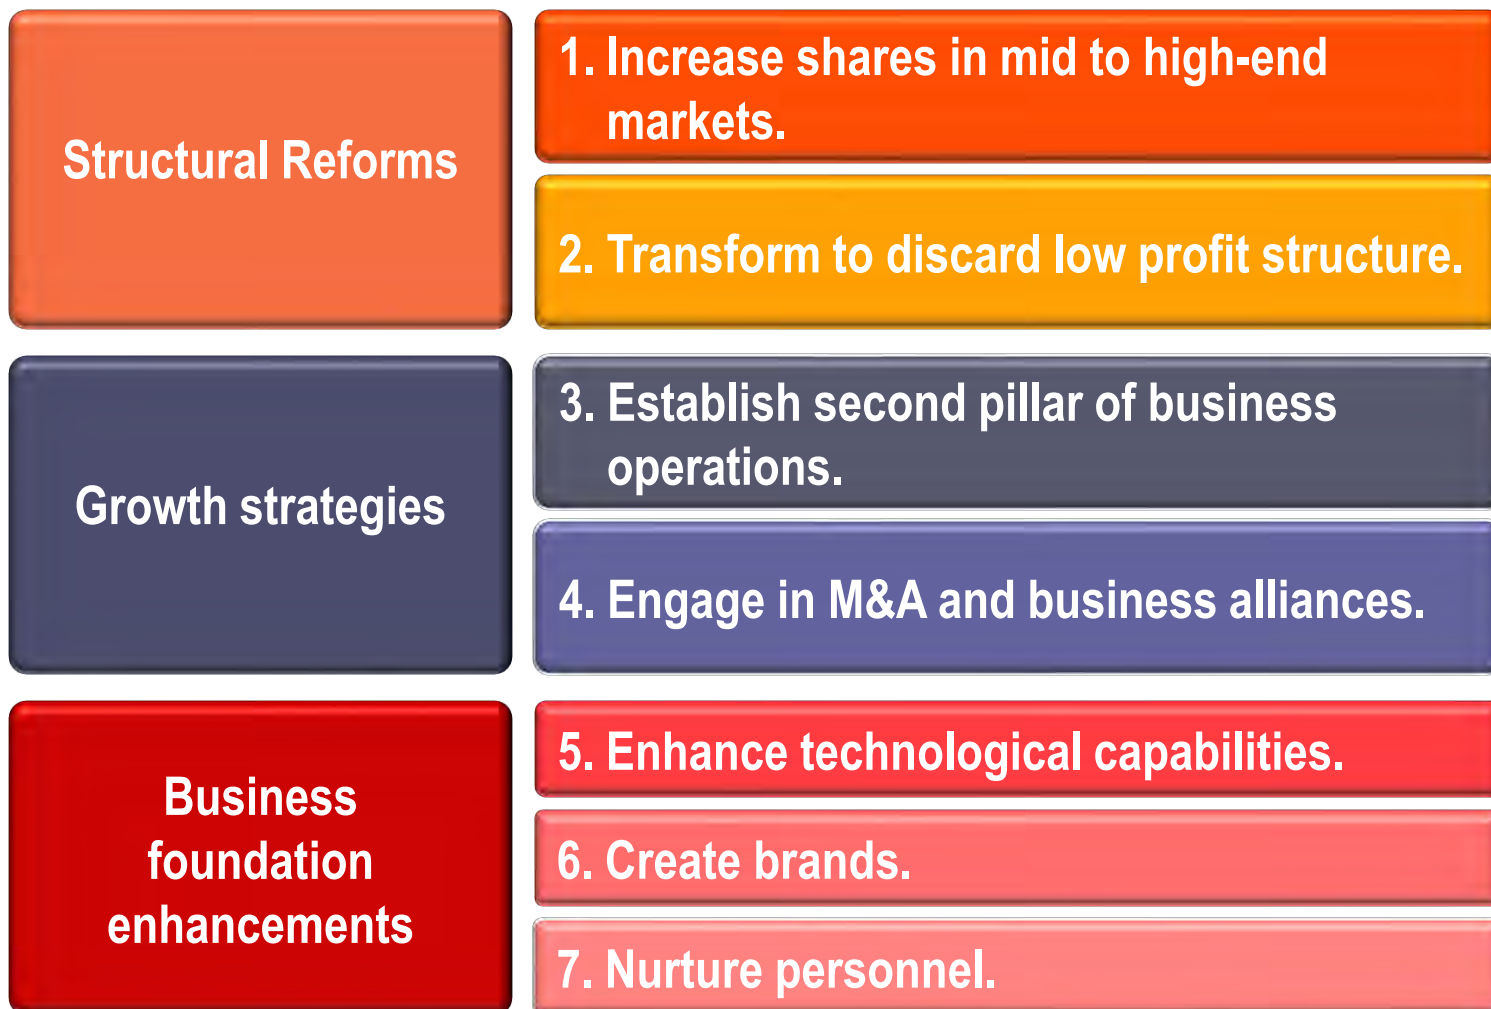 Structural Reforms
1. Increase shares in mid to high-end
markets.
2. Transform to discard low profit structure.
Growth strategies
3. Establish second pillar of business
operations.
4. Engage in M&A and business alliances.
Business
foundation
enhancements
5. Enhance technological capabilities.
6. Create brands.
7. Nurture personnel.